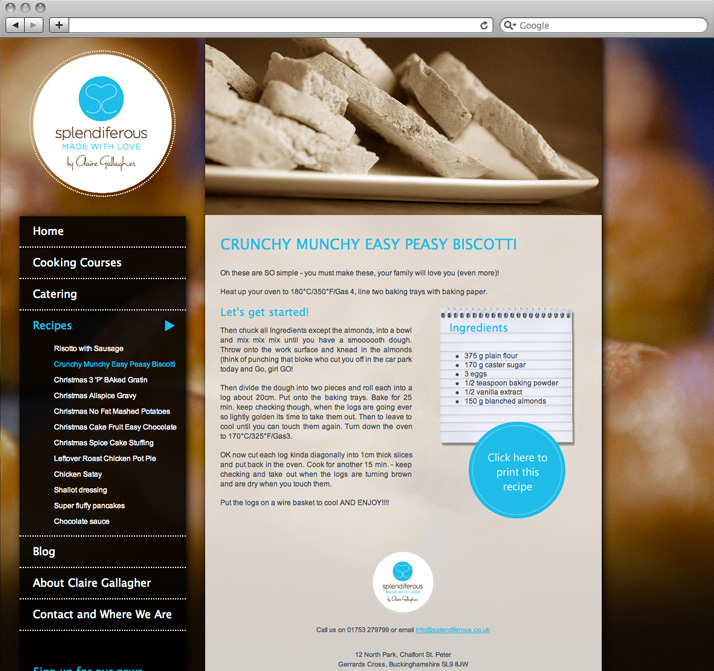 Google
splendiferous
MADE WITH LOVE
by Claire Gallagher
Home
Cooking Courses
Catering
Recipes
Risotto with Sausage
Crunchy Munchy Easy Peasy Biscotti
Christmas 3 'P' BAked Gratin
Christmas Allspice Gravy
Christmas No Fat Mashed Potatoes
Christmas Cake Fruit Easy Chocolate
Christmas Spice Cake Stuffing
Leftover Roast Chicken Pot Pie
Chicken Satay
Shallot dressing
Super fluffy pancakes
Chocolate sauce
Blog
About Claire Gallagher
Contact and Where We Are
Sign up for our news
CRUNCHY MUNCHY EASY PEASY BISCOTTI
Oh these are SO simple - you must make these, your family will love you (even more)!
Heat up your oven to 180°C/350°F/Gas 4, line two baking trays with baking paper.
Let's get started!
Then chuck all Ingredients except the almonds, into a bowl
and mix mix mix until you have a smoooooth dough.
Throw onto the work surface and knead in the almonds
(think of punching that bloke who cut you off in the car park
today and Go, girl GO!
Then divide the dough into two pieces and roll each into a
log about 20cm. Put onto the baking trays. Bake for 25
min. keep checking though, when the logs are going ever
so lightly golden its time to take them out. Then to leave to
cool until you can touch them again. Turn down the oven
to 170°C/325°F/Gas3.
OK now cut each log kinda diagonally into 1cm thick slices
and put back in the oven. Cook for another 15 min. - keep
checking and take out when the logs are turning brown
and are dry when you touch them.
Put the logs on a wire basket to cool AND ENJOY!!!!
Ingredients
375 g plain flour
170 g caster sugar
3 eggs
1/2 teaspoon baking powder
1/2 vanilla extract
150 g blanched almonds
Click here to
print this
recipe
splendiferous
MADE WITH LOVE
by Claire Gallagher
Call us on 01753 279799 or email info@splendiferous.co.uk
12 North Park, Chalfont St. Peter
Gerrards Cross, Buckinghamshire SL9 8JW